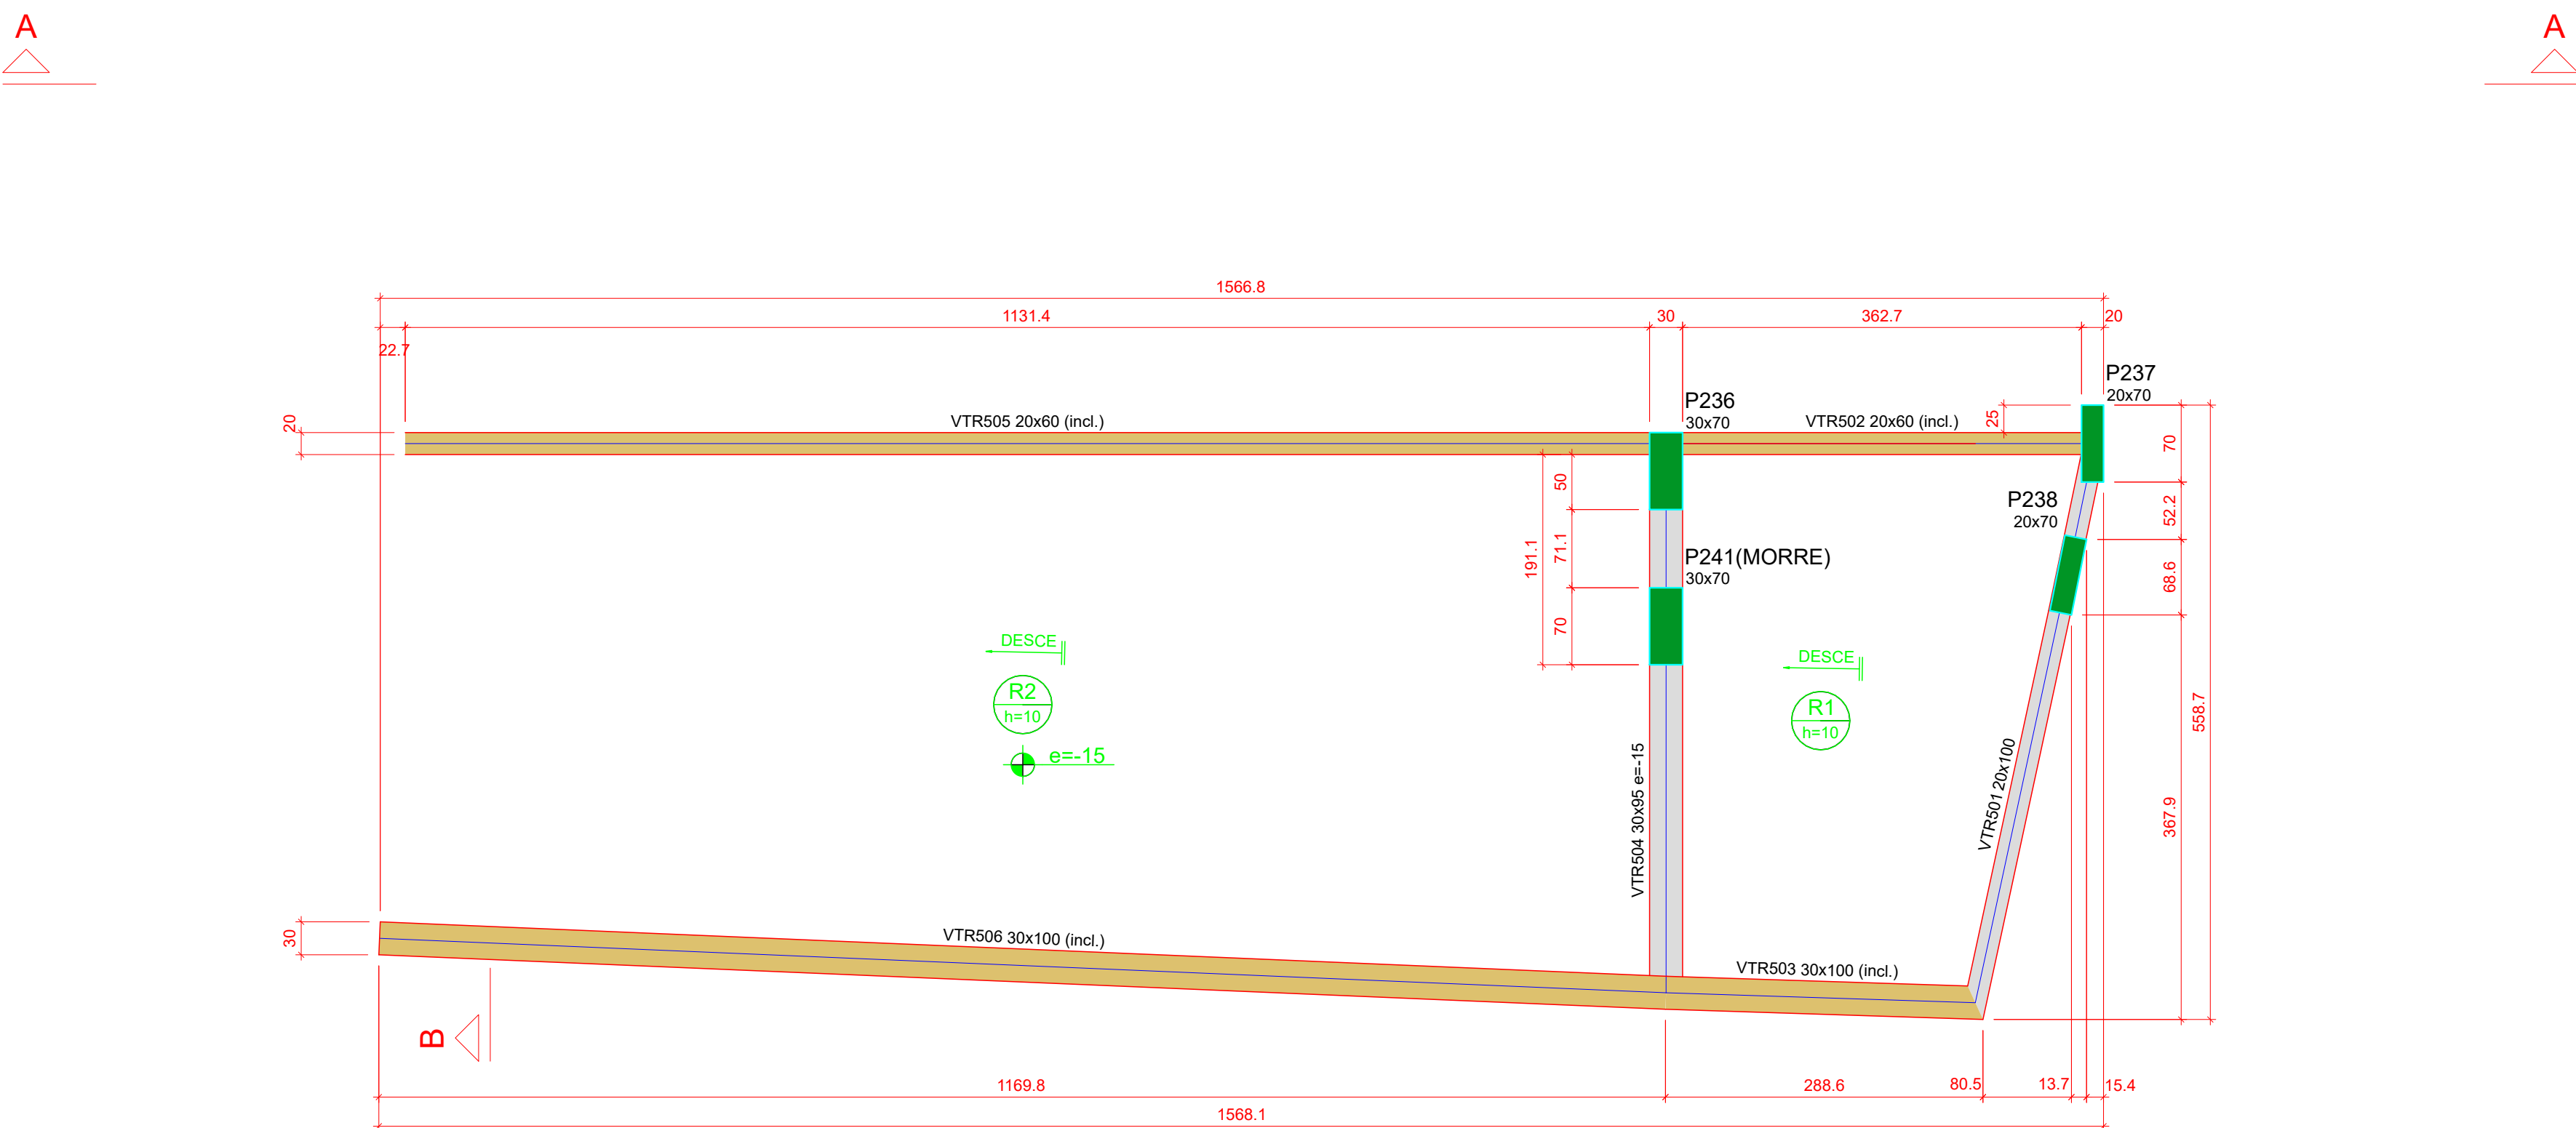 A
A
1566.8
1131.4
30
362.7
20
22.7
P237
20x70
P236
30x70
20
VTR505 20x60 (incl.)
VTR502 20x60 (incl.)
25
70
50
P238
20x70
52.2
191.1
71.1
P241(MORRE)
30x70
68.6
70
DESCE
DESCE
R2
h=10
R1
h=10
558.7
e=-15
VTR504 30x95 e=-15
VTR501 20x100
367.9
30
VTR506 30x100 (incl.)
VTR503 30x100 (incl.)
B
1169.8
288.6
80.5
13.7
15.4
1568.1